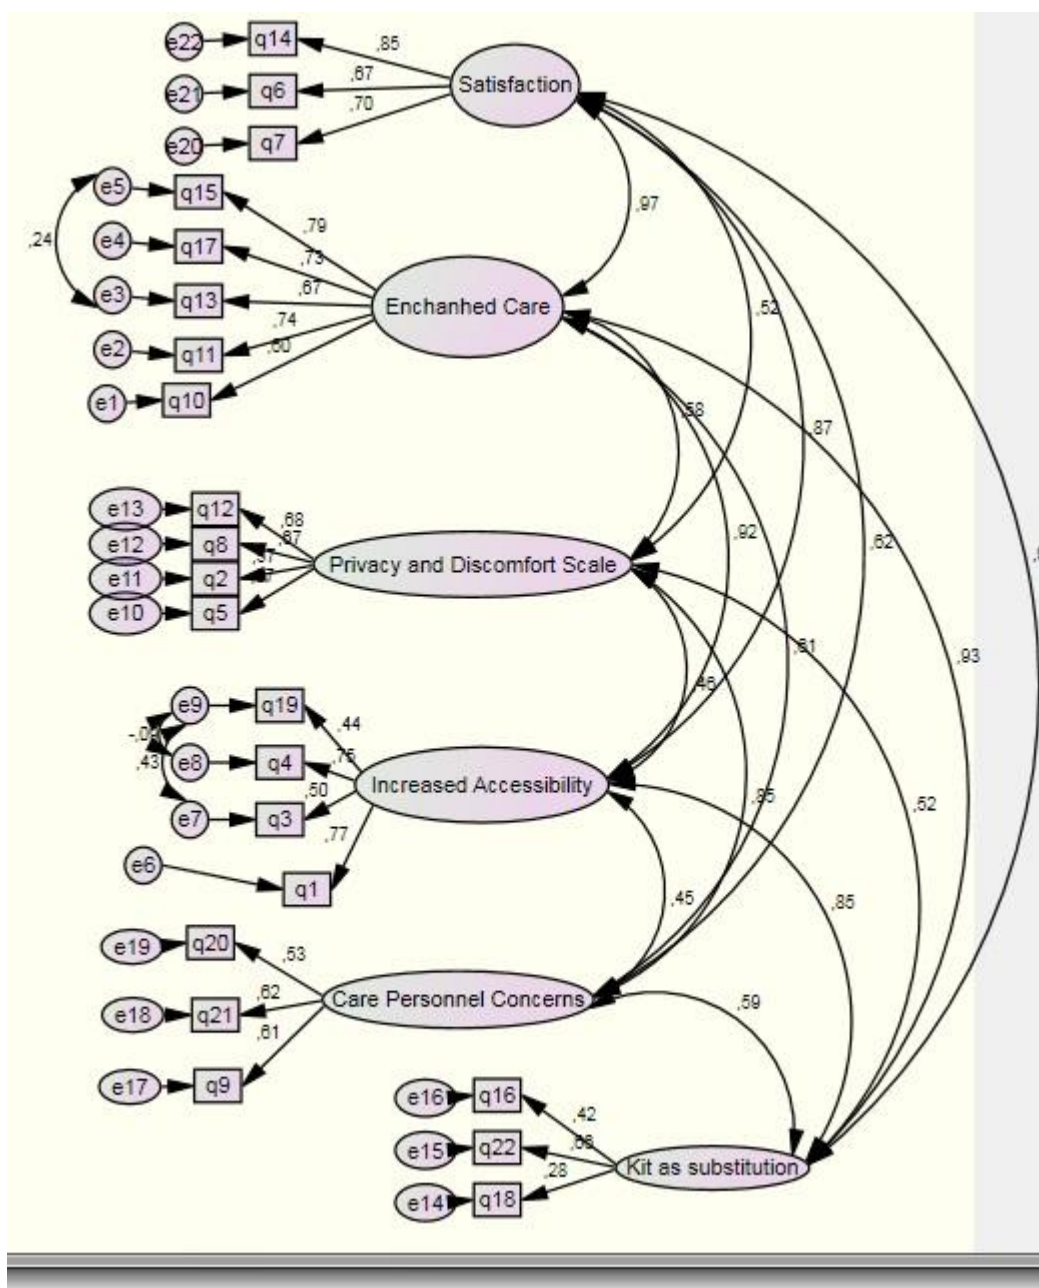 e22
q14
,85
Satisfaction
e21
q6
,67
e20
q7
,70
e5
q15
,79
,97
,24
e4
q17
,73
e3
q13
,67
Enchanhed Care
,52
e2
q11
,74
e1
q10
,60
,58
,87
e13
q12
,68
e12
q8
,67
,92
,62
Privacy and Discomfort Scale
e11
q2
e10
q5
,61
,93
,46
e9
q19
,44
,43
e8
q4
,75
Increased Accessibility
e7
q3
,50
,85
,52
e6
q1
,77
,45
,85
e19
q20
,53
e18
q21
,62
Care Personnel Concerns
,59
e17
q9
,61
e16
q16
,42
e15
q22
Kit as substitution
e14
q18
,28